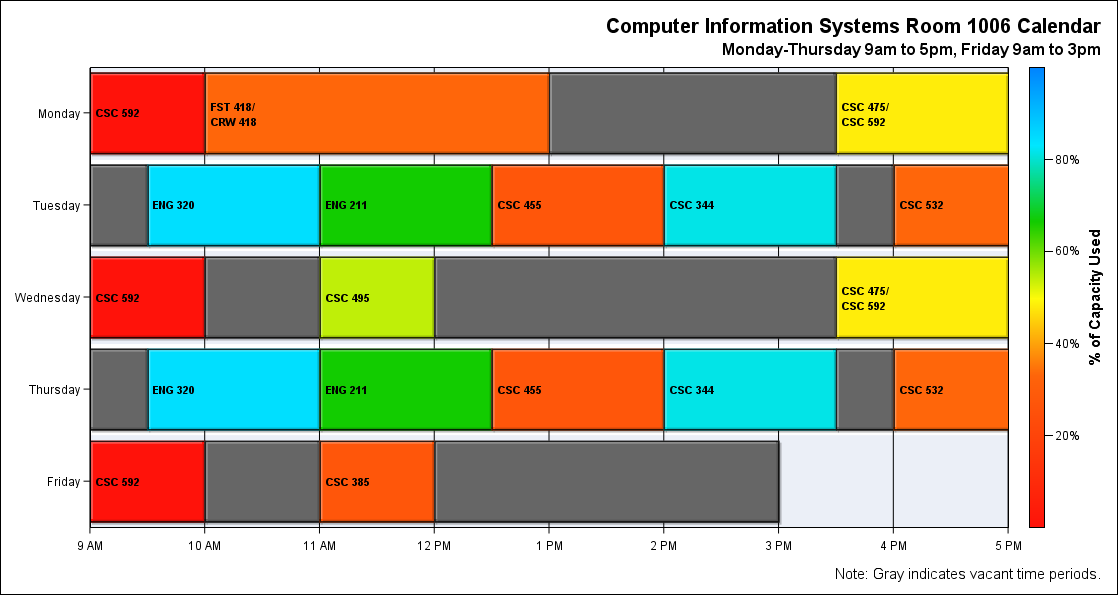 Computer Information Systems Room 1006 Calendar
Monday-Thursday 9am to 5pm, Friday 9am to 3pm
Monday
CSC 592
FST 418/
CRW 418
CSC 475/
CSC 592
Tuesday
ENG 320
ENG 211
CSC 455
CSC 344
CSC 532
Wednesday
CSC 592
CSC 495
CSC 475/
CSC 592
Thursday
ENG 320
ENG 211
CSC 455
CSC 344
CSC 532
Friday
CSC 592
CSC 385
9 AM
10 AM
11 AM
12 PM
1 PM
2 PM
3 PM
4 PM
5 PM
80%
60%
40%
20%
% of Capacity Used
Note: Gray indicates vacant time periods.